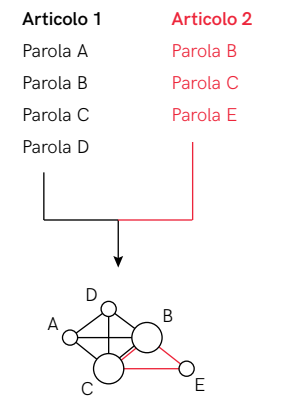 Articolo 1
Parola A
Parola B
Parola C
Parola D
Articolo 2
Parola B
Parola C
Parola E
D
B
A
C
E